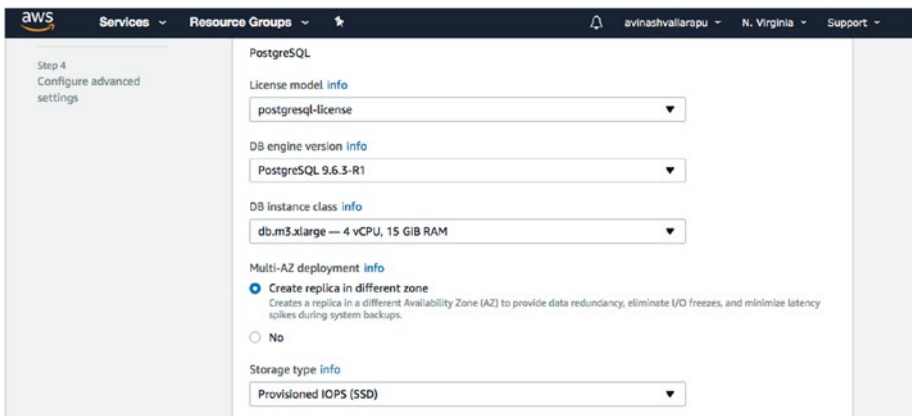 aws Services Resource Groups avinashvallarapu N. Virginia Support
Step 4
Configure advanced
settings
PostgreSQL
License model info
postgresql-license
DB engine version info
PostgreSQL 9.6.3-R1
DB instance class info
db.m3.xlarge — 4 vCPU, 15 GiB RAM
Multi-AZ deployment info
Create replica in different zone
Creates a replica in a different Availability Zone (AZ) to provide data redundancy, eliminate I/O freezes, and minimize latency
spikes during system backups.
No
Storage type info
Provisioned IOPS (SSD)